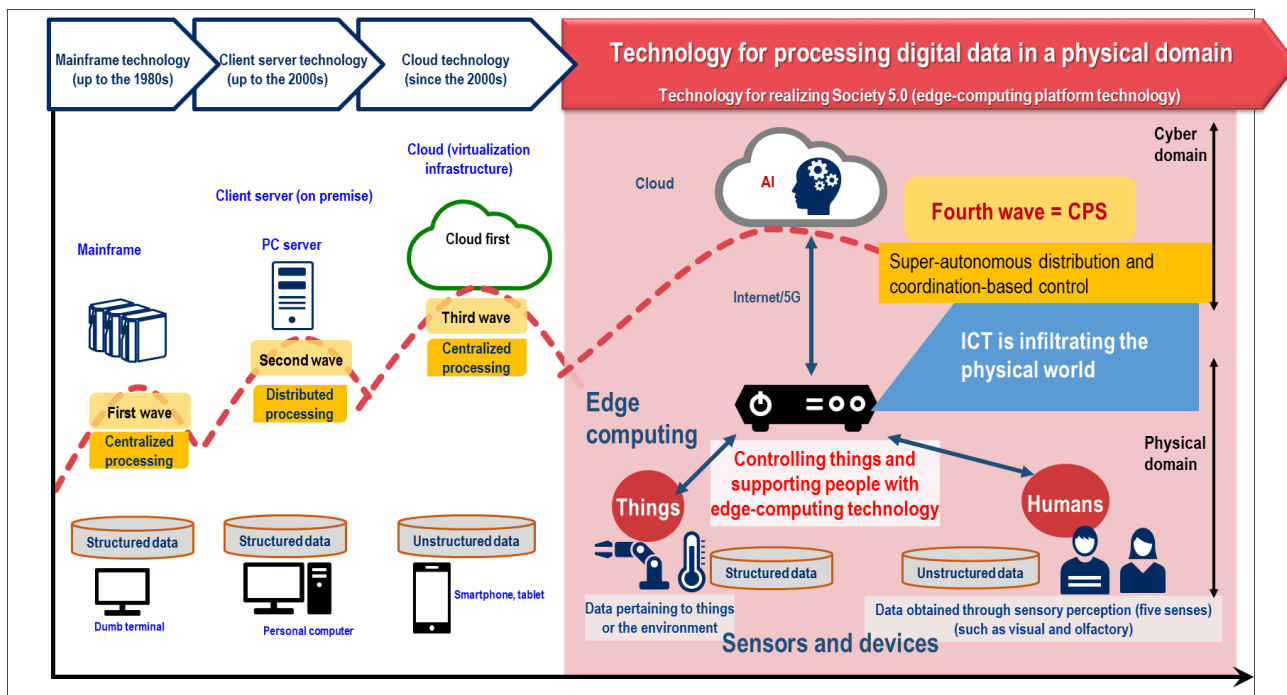 Mainframe technology
(up to the 1980s)
Client server technology
(up to the 2000s)
Cloud technology
(since the 2000s)
Technology for processing digital data in a physical domain
Technology for realizing Society 5.0 (edge-computing platform technology)
Mainframe
Client server (on premise)
PC server
Cloud (virtualization
infrastructure)
Cloud first
First wave
Centralized
processing
Second wave
Distributed
processing
Third wave
Centralized
processing
Structured data
Dumb terminal
Structured data
Personal computer
Unstructured data
Smartphone, tablet
Cloud
AI
Cyber
domain
Fourth wave = CPS
Super-autonomous distribution and
coordination-based control
Internet/5G
ICT is infiltrating the
physical world
Edge
computing
Physical
domain
Controlling things and
supporting people with
edge-computing technology
Things
Humans
Structured data
Unstructured data
Data pertaining to things
or the environment
Data obtained through sensory perception (five senses)
(such as visual and olfactory)
Sensors and devices